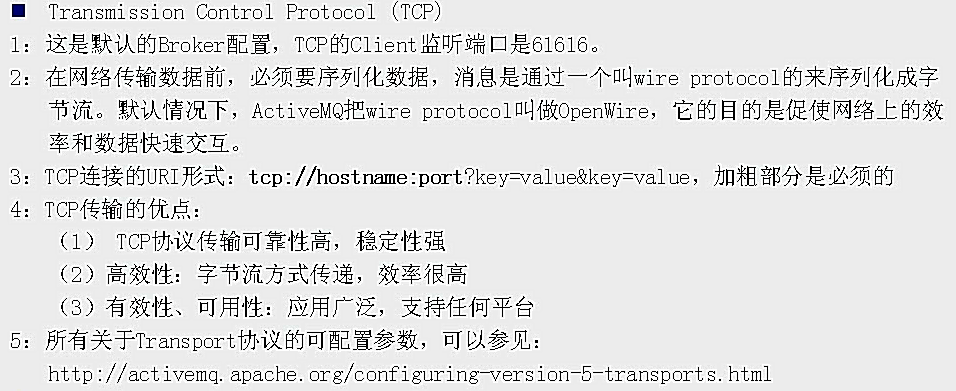 ■ Transmission Control Protocol (TCP)
1：这是默认的Broker配置，TCP的Client监听端口是61616。
2：在网络传输数据前，必须要序列化数据，消息是通过一个叫wire protocol的来序列化成字
节流。默认情况下，ActiveMQ把wire protocol叫做OpenWire，它的目的是促使网络上的效
率和数据快速交互。
3：TCP连接的URI形式：tcp://hostname:port?key=value&key=value，加粗部分是必须的
4：TCP传输的优点：
（1） TCP协议传输可靠性高，稳定性强
（2）高效性：字节流方式传递，效率很高
（3）有效性、可用性：应用广泛，支持任何平台
5：所有关于Transport协议的可配置参数，可以参见：
http://activemq.apache.org/configuring-version-5-transports.html